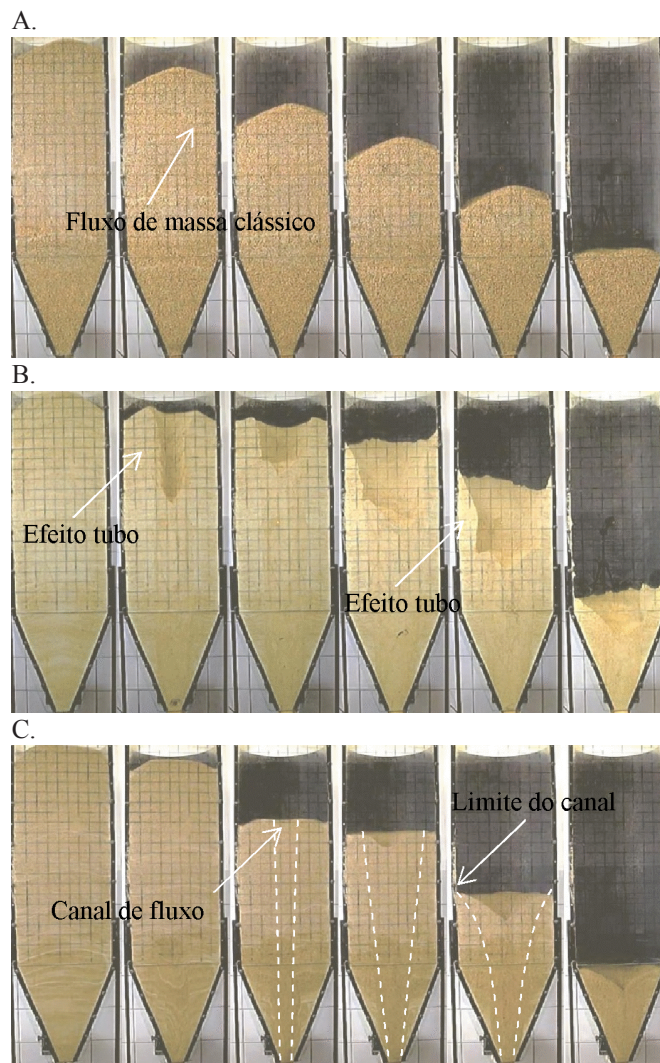 A.
Fluxo de massa clássico
B.
Efeito tubo
Efeito tubo
C.
Limite do canal
Canal de fluxo